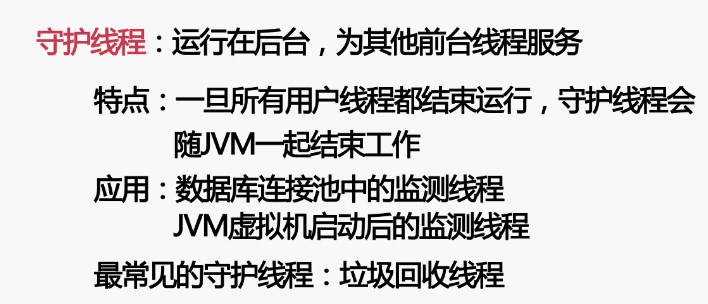 守护线程：运行在后台，为其他前台线程服务
特点：一旦所有用户线程都结束运行，守护线程会
随JVM一起结束工作
应用：数据库连接池中的监测线程
JVM虚拟机启动后的监测线程
最常见的守护线程：垃圾回收线程